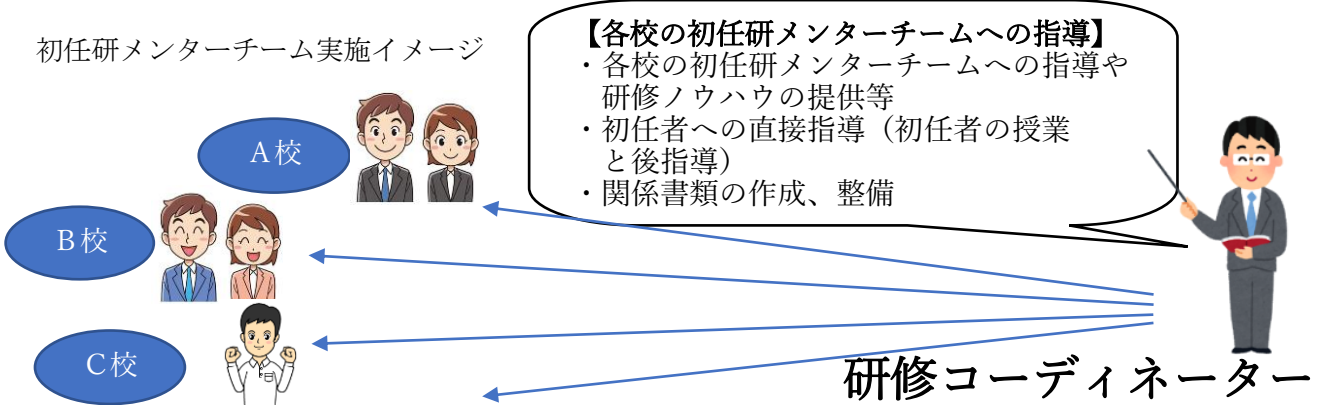 初任研メンターチーム実施イメージ
【各校の初任研メンターチームへの指導】
・各校の初任研メンターチームへの指導や
研修ノウハウの提供等
・初任者への直接指導（初任者の授業
と後指導）
・関係書類の作成、整備
A校
B校
C校
研修コーディネーター